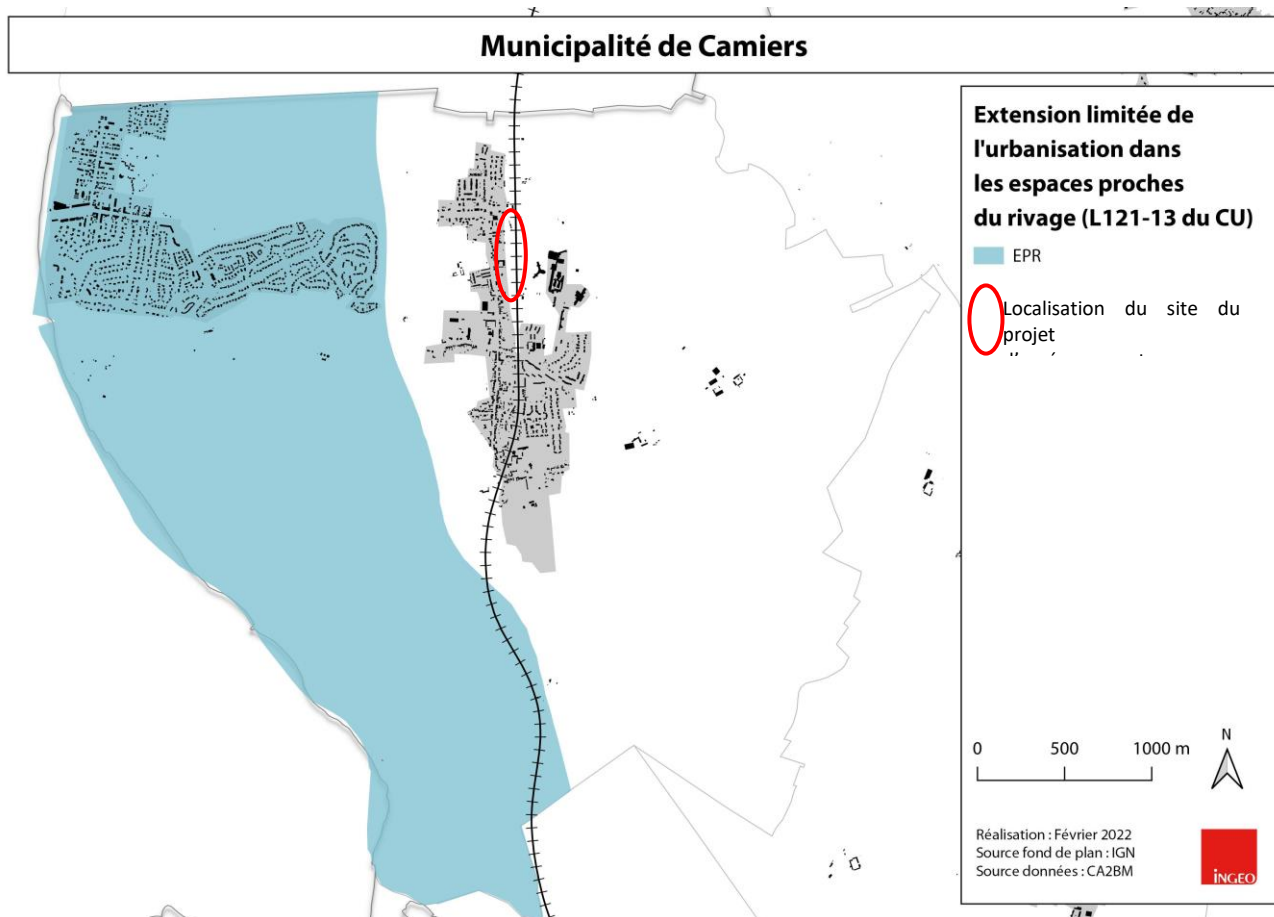 Municipalité de Camiers
Extension limitée de
l'urbanisation dans
les espaces proches
du rivage (L121-13 du CU)
EPR
Localisation du site du
projet
0 500 1000 m
N
Réalisation : Février 2022
Source fond de plan : IGN
Source données : CA2BM
iNGEO